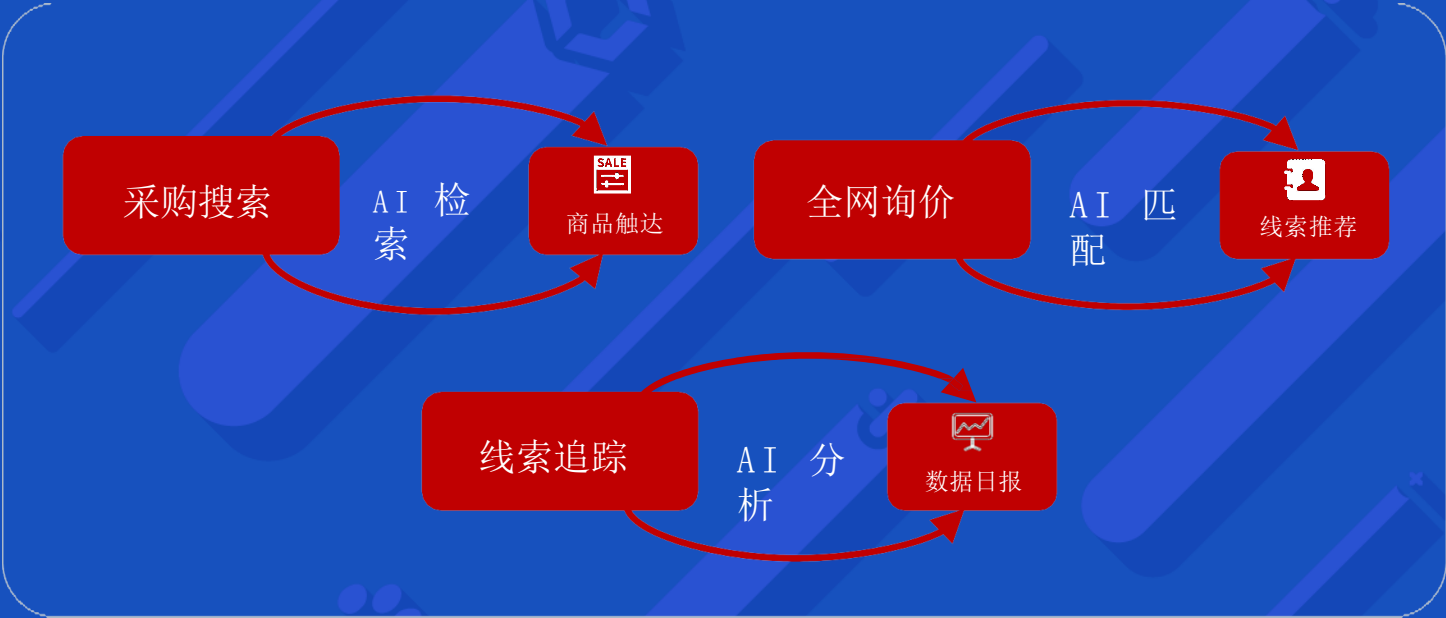 采购搜索
AI 检
索
SALE
商品触达
全网询价
AI 匹
配
线索推荐
线索追踪
AI 分
析
数据日报